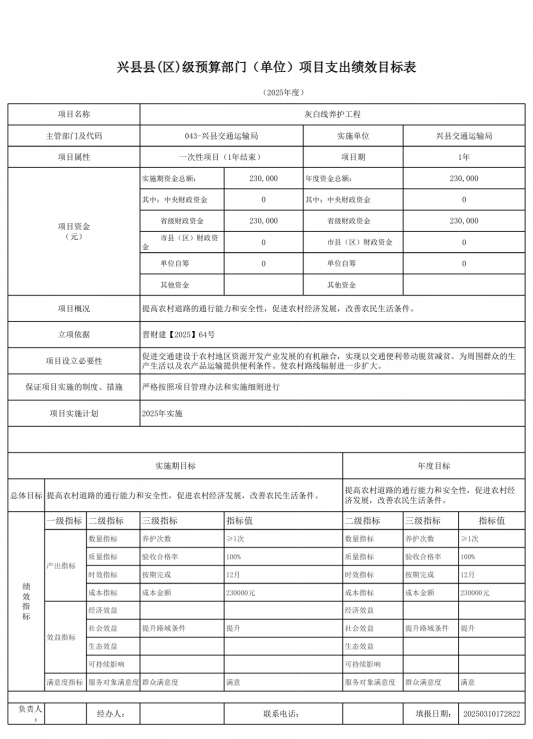 兴县县(区)级预算部门（单位）项目支出绩效目标表
（2025年度）
项目名称 灰白线养护工程
主管部门及代码 043-兴县交通运输局 实施单位 兴县交通运输局
项目属性 一次性项目（1年结束） 项目期 1年
项目资金
（元）
实施期资金总额: 230,000 年度资金总额: 230,000
其中: 中央财政资金 0 其中: 中央财政资金 0
省级财政资金 230,000 省级财政资金 230,000
市县（区）财政资金 0 市县（区）财政资金 0
单位自筹 0 单位自筹 0
其他资金 其他资金
项目概况 提高农村道路的通行能力和安全性，促进农村经济发展，改善农民生活条件。
立项依据 晋财建【2025】64号
项目设立必要性 促进交通建设于农村地区资源开发产业发展的有机融合，实现以交通便利带动脱贫减贫。为周围群众的生
产生活以及农产品运输提供便利条件。使农村路线辐射进一步扩大。
保证项目实施的制度、措施 严格按照项目管理办法和实施细则进行
项目实施计划 2025年实施
实施期目标 年度目标
总体目标 提高农村道路的通行能力和安全性，促进农村经济发展，改善农民生活条件。 提高农村道路的通行能力和安全性，促进农村经
济发展，改善农民生活条件。
绩效指标
一级指标 二级指标 三级指标 指标值 二级指标 三级指标 指标值
产出指标 数量指标 养护次数 ≥1次 数量指标 养护次数 ≥1次
质量指标 验收合格率 100% 质量指标 验收合格率 100%
时效指标 按期完成 12月 时效指标 按期完成 12月
成本指标 成本金额 230000元 成本指标 成本金额 230000元
效益指标 经济效益 经济效益
社会效益 提升路域条件 提升 社会效益 提升路域条件 提升
生态效益 生态效益
可持续影响 可持续影响
满意度指标 服务对象满意度 群众满意度 满意 服务对象满意度 群众满意度 满意
负责人： 经办人: 联系电话: 填报日期: 20250310172822